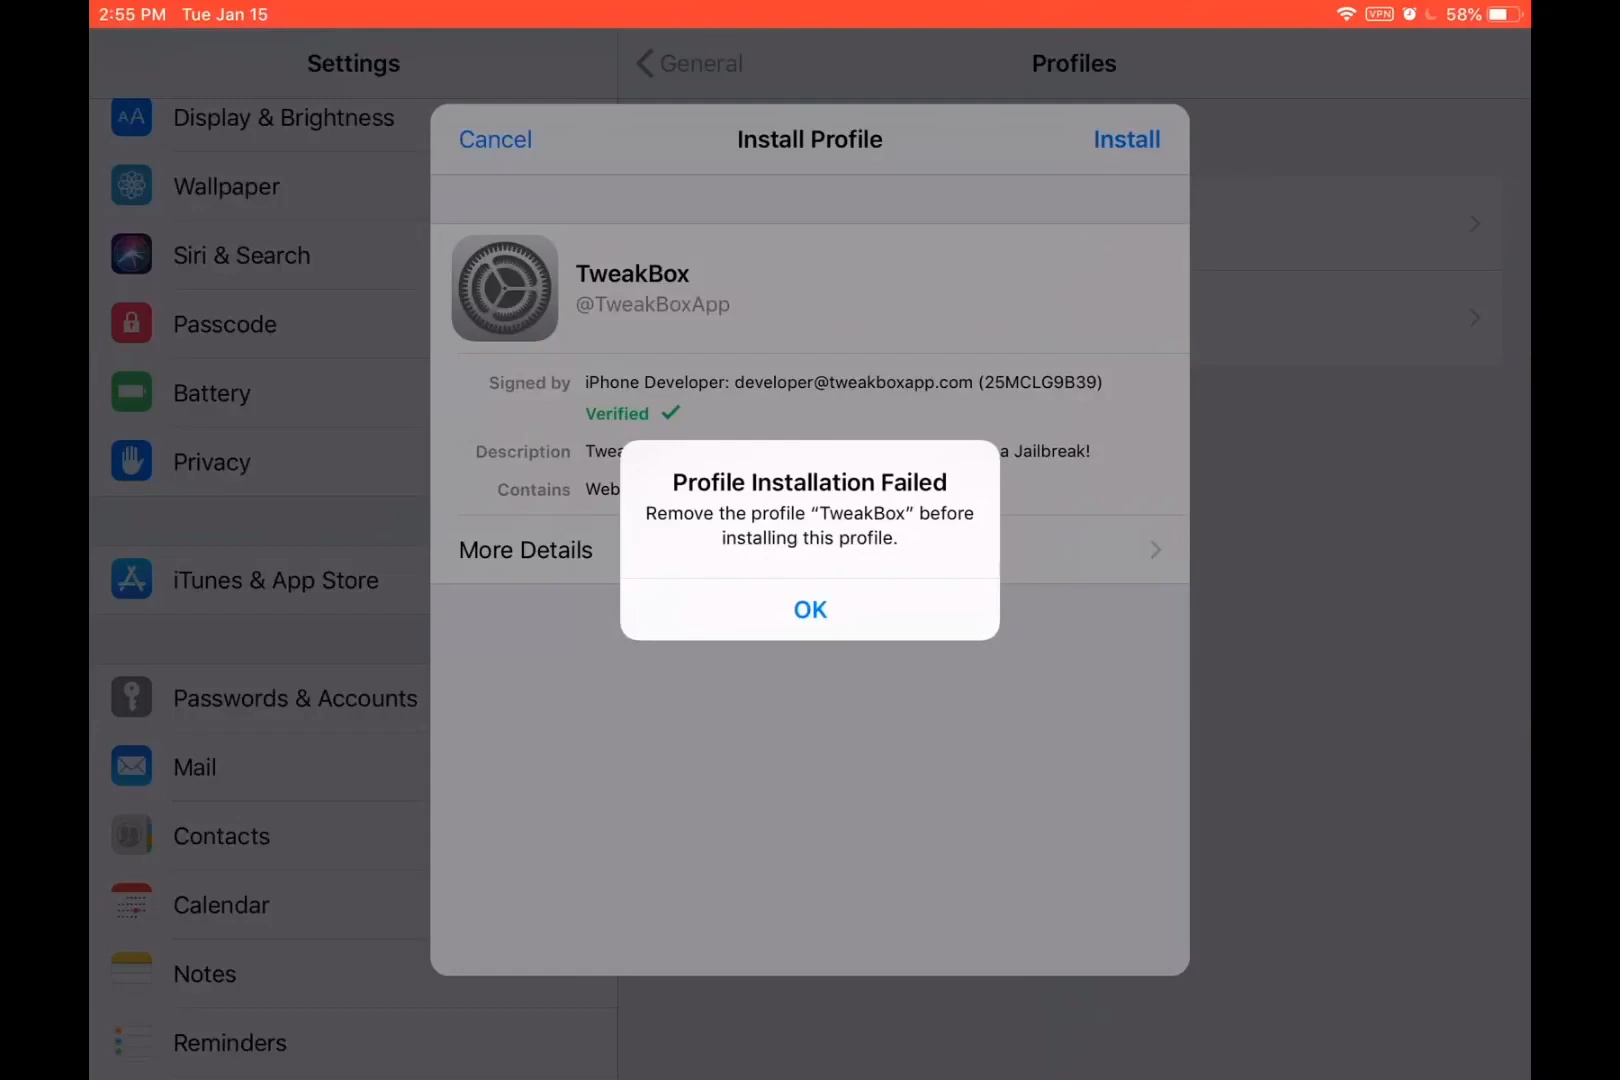 2:55 PM Tue Jan 15
VPN 58%
Settings
General
Profiles
Display & Brightness
Wallpaper
Siri & Search
Passcode
Battery
Privacy
iTunes & App Store
Passwords & Accounts
Mail
Contacts
Calendar
Notes
Reminders
Cancel
Install Profile
Install
TweakBox
@TweakBoxApp
Signed by iPhone Developer: developer@tweakboxapp.com (25MCLG9B39)
Verified
Description Twea a Jailbreak!
Contains Web
More Details
Profile Installation Failed
Remove the profile “TweakBox” before
installing this profile.
OK